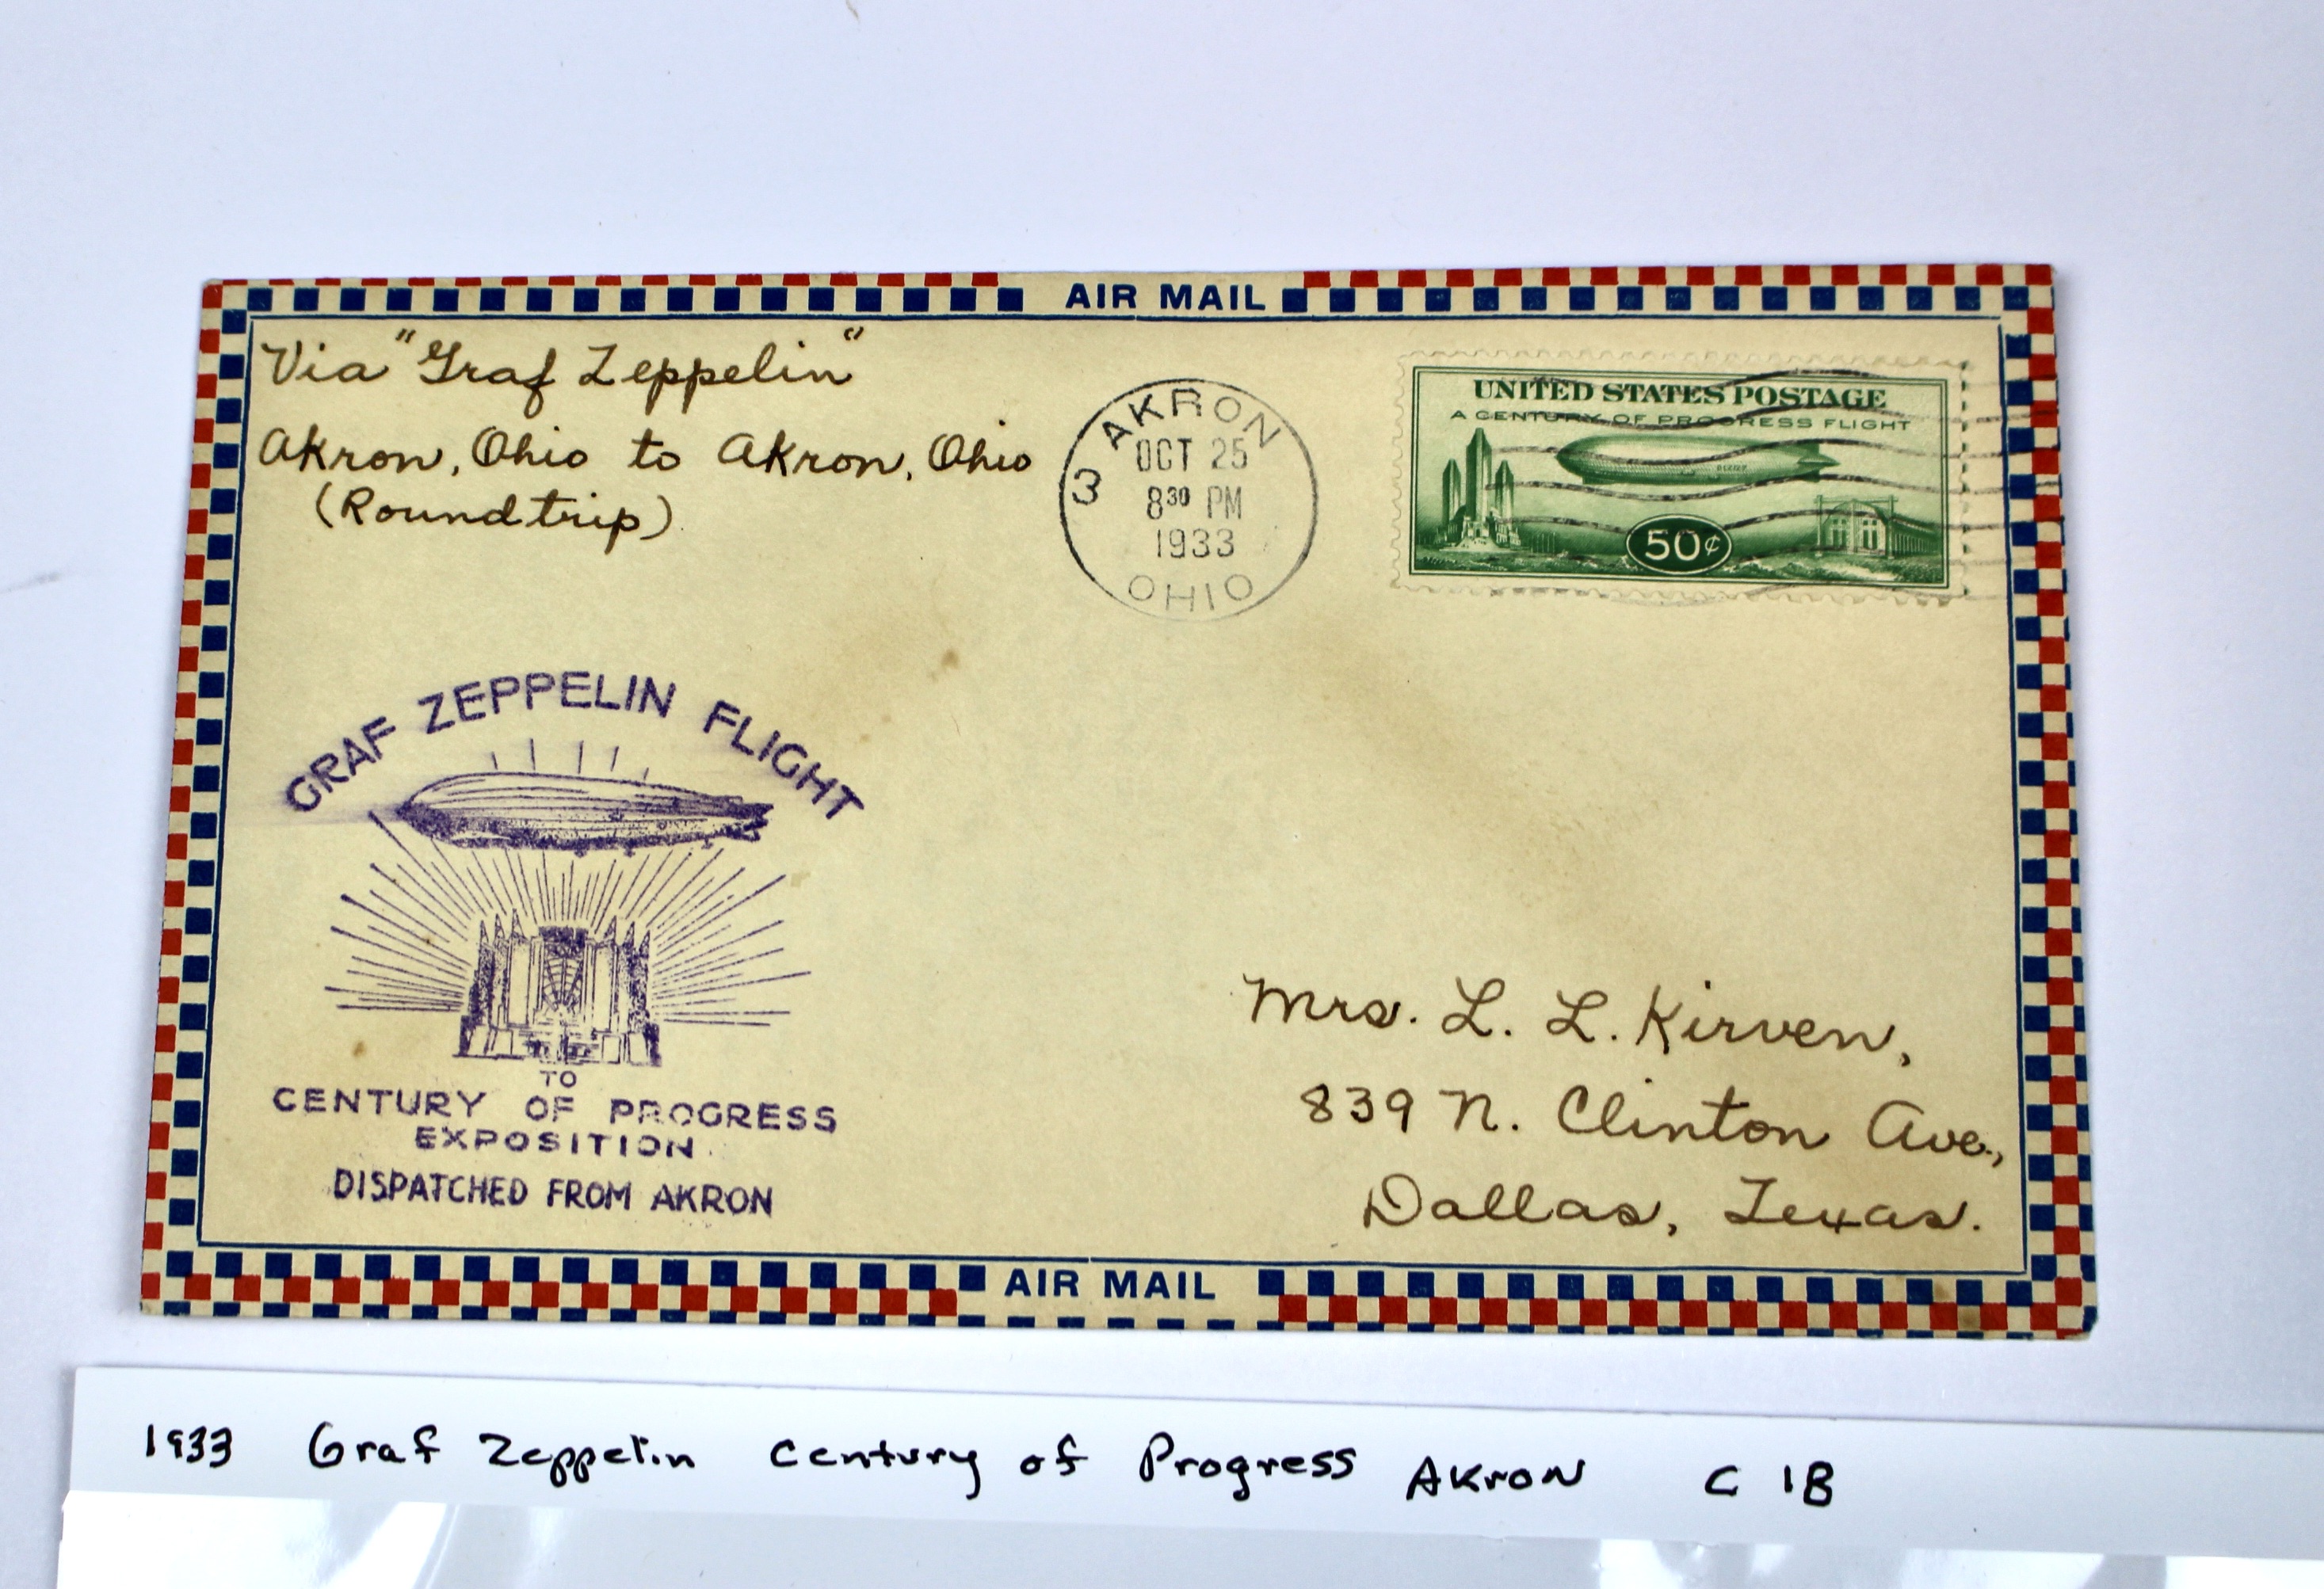 AIR MAIL
Via "Graf Zeppelin"
Akron, Ohio to Akron, Ohio
(Roundtrip)
3 AKRON
OCT 25
8³⁰ PM
1933
OHIO
UNITED STATES POSTAGE
A CENTURY OF PROGRESS FLIGHT
50¢
GRAF ZEPPELIN FLIGHT
TO
CENTURY OF PROGRESS
EXPOSITION
DISPATCHED FROM AKRON
Mrs. L. L. Kirven,
839 N. Clinton Ave.,
Dallas, Texas.
AIR MAIL
1933 Graf Zeppelin Century of Progress Akron C 18